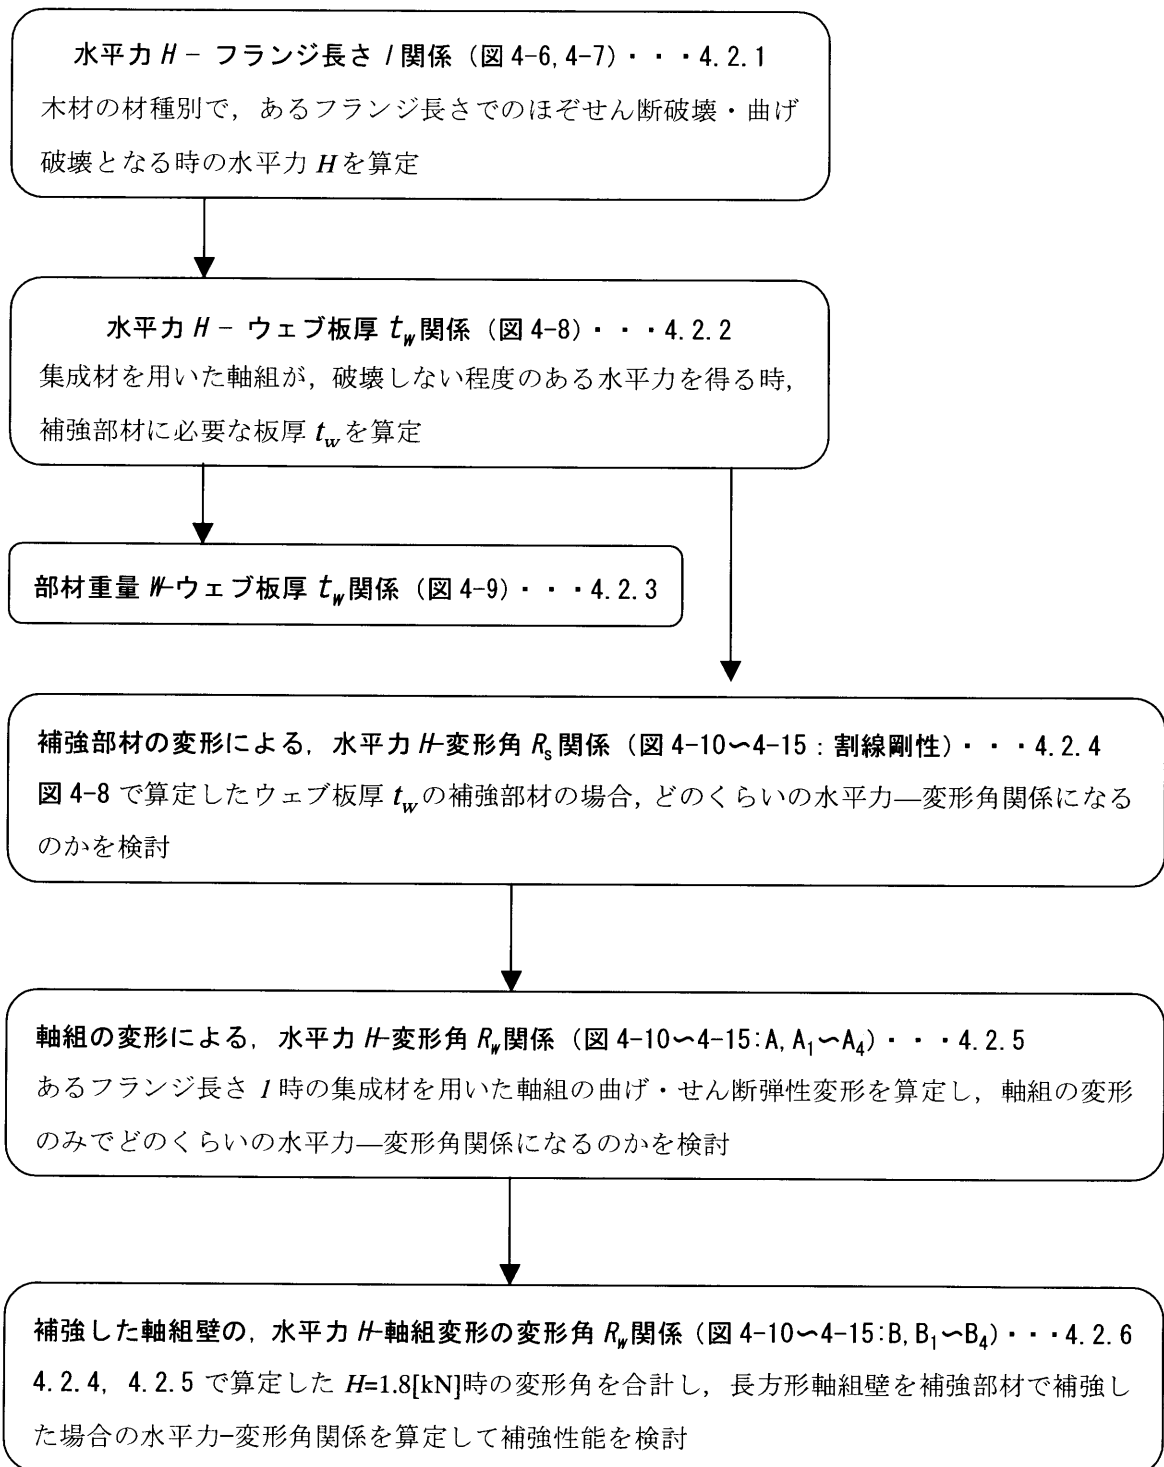 水平力 H − フランジ長さ l 関係（図 4-6, 4-7）・・・4.2.1
木材の材種別で，あるフランジ長さでのほぞせん断破壊・曲げ
破壊となる時の水平力 H を算定
水平力 H − ウェブ板厚 t_w 関係（図 4-8）・・・4.2.2
集成材を用いた軸組が，破壊しない程度のある水平力を得る時，
補強部材に必要な板厚 t_w を算定
部材重量 W-ウェブ板厚 t_w 関係（図 4-9）・・・4.2.3
補強部材の変形による，水平力 H-変形角 R_s 関係（図 4-10〜4-15：割線剛性）・・・4.2.4
図 4-8 で算定したウェブ板厚 t_w の補強部材の場合，どのくらいの水平力―変形角関係になる
のかを検討
軸組の変形による，水平力 H-変形角 R_w 関係（図 4-10〜4-15:A, A₁〜A₄）・・・4.2.5
あるフランジ長さ l 時の集成材を用いた軸組の曲げ・せん断弾性変形を算定し，軸組の変形
のみでどのくらいの水平力―変形角関係になるのかを検討
補強した軸組壁の，水平力 H-軸組変形の変形角 R_w 関係（図 4-10〜4-15:B, B₁〜B₄）・・・4.2.6
4.2.4, 4.2.5 で算定した H=1.8[kN]時の変形角を合計し，長方形軸組壁を補強部材で補強し
た場合の水平力−変形角関係を算定して補強性能を検討